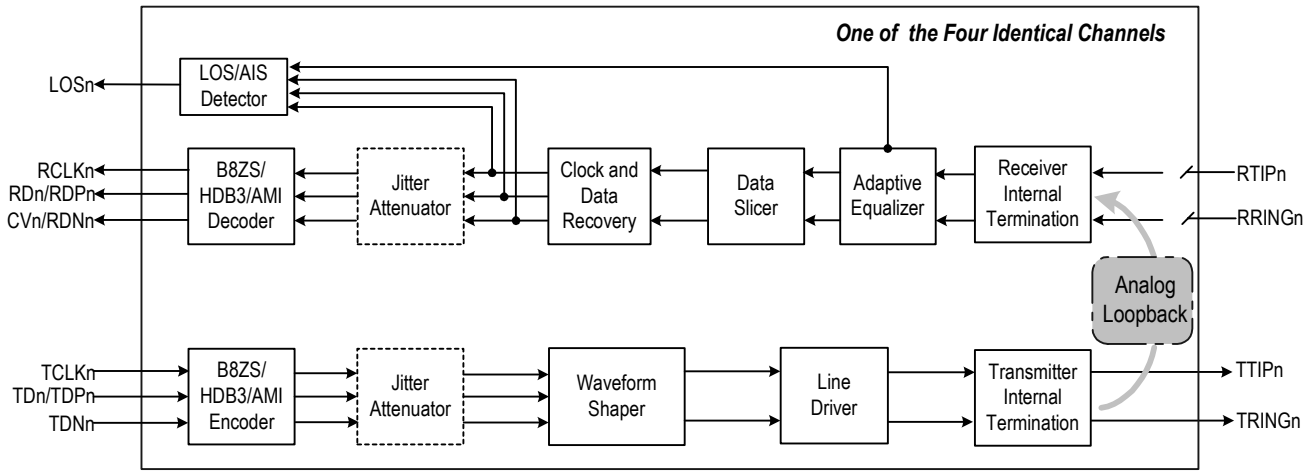 One of the Four Identical Channels
LOSn
LOS/AIS
Detector
RCLKn
RDn/RDPn
CVn/RDNn
B8ZS/
HDB3/AMI
Decoder
Jitter
Attenuator
Clock and
Data
Recovery
Data
Slicer
Adaptive
Equalizer
Receiver
Internal
Termination
RTIPn
RRINGn
Analog
Loopback
TCLKn
TDn/TDPn
TDNn
B8ZS/
HDB3/AMI
Encoder
Jitter
Attenuator
Waveform
Shaper
Line
Driver
Transmitter
Internal
Termination
TTIPn
TRINGn